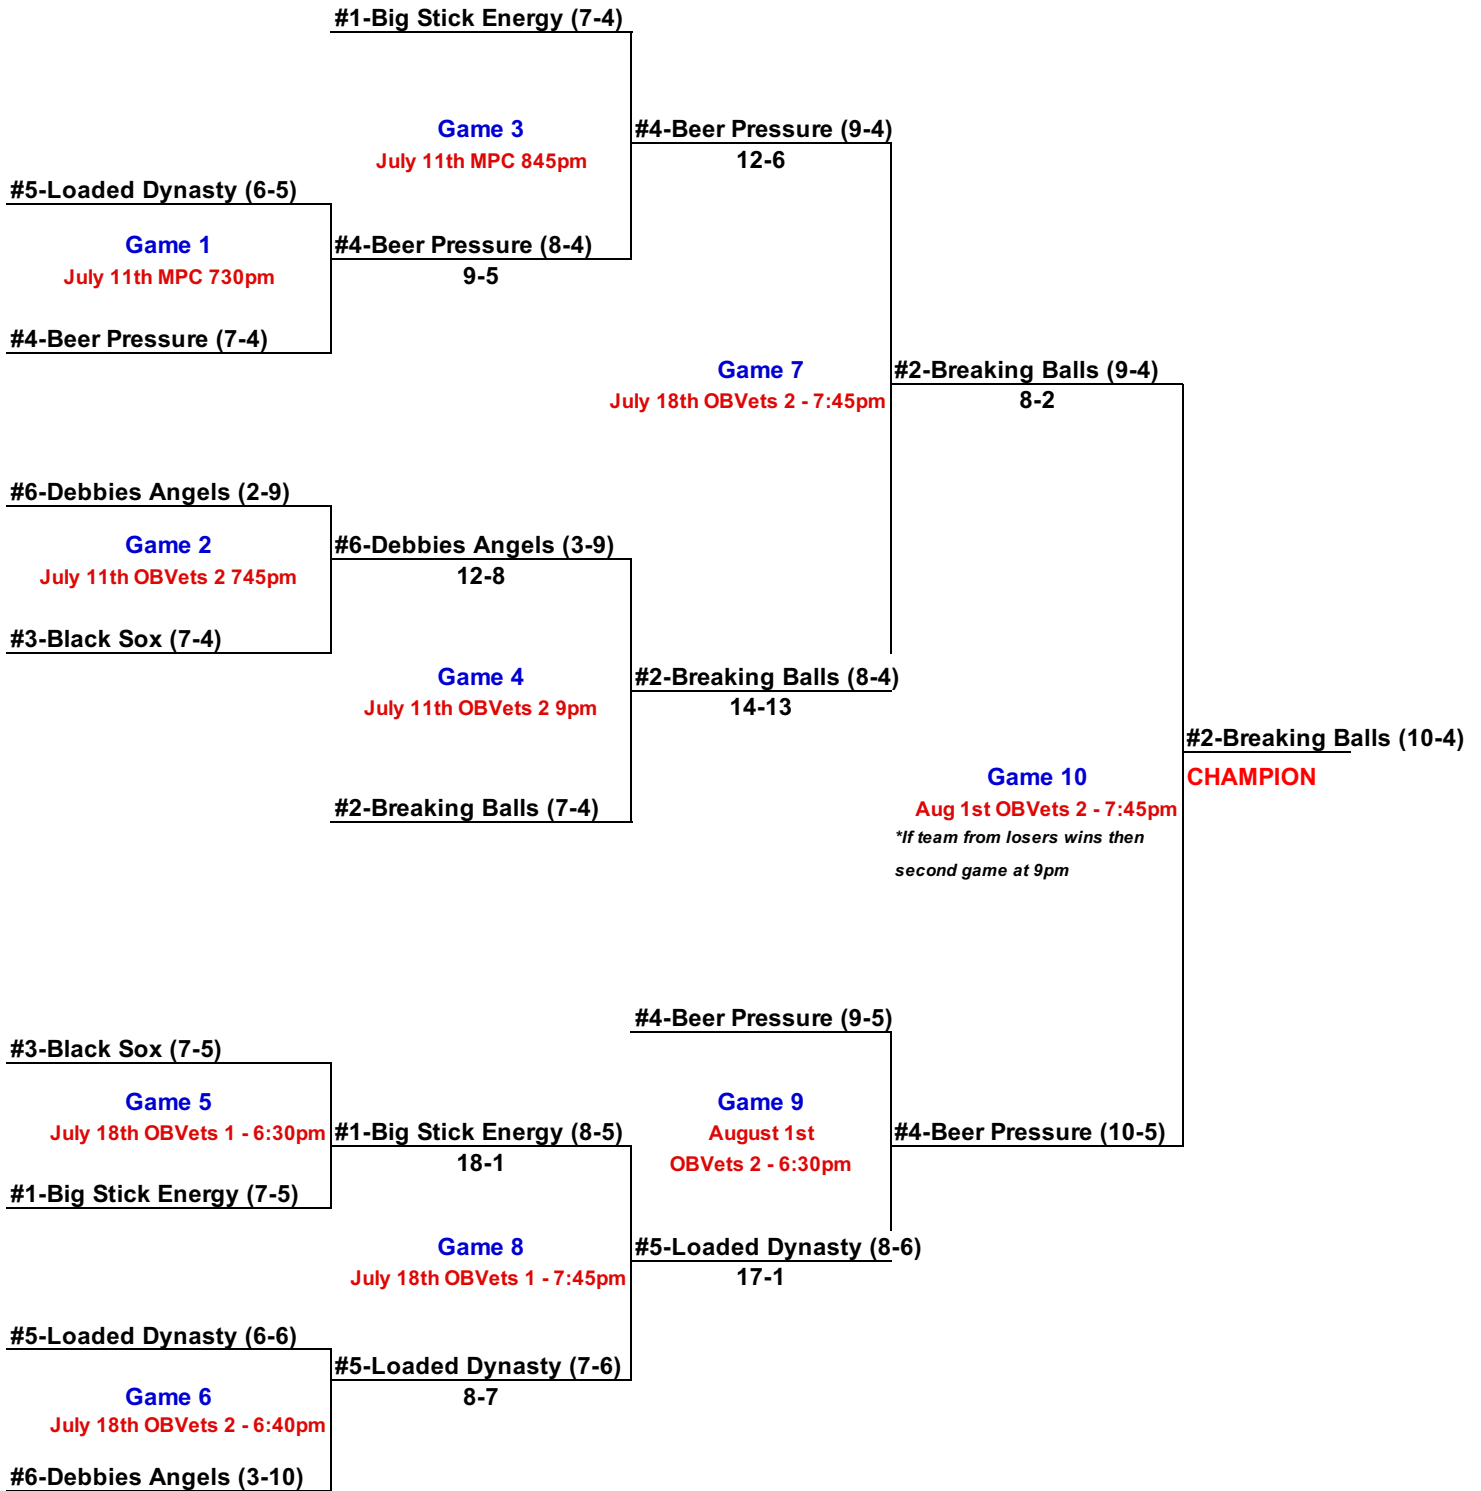 #1-Big Stick Energy (7-4)
Game 3
July 11th MPC 845pm
#4-Beer Pressure (9-4)
12-6
#5-Loaded Dynasty (6-5)
Game 1
July 11th MPC 730pm
#4-Beer Pressure (8-4)
9-5
#4-Beer Pressure (7-4)
Game 7
July 18th OBVets 2 - 7:45pm
#2-Breaking Balls (9-4)
8-2
#6-Debbies Angels (2-9)
Game 2
July 11th OBVets 2 745pm
#6-Debbies Angels (3-9)
12-8
#3-Black Sox (7-4)
Game 4
July 11th OBVets 2 9pm
#2-Breaking Balls (8-4)
14-13
#2-Breaking Balls (7-4)
#2-Breaking Balls (10-4)
CHAMPION
Game 10
Aug 1st OBVets 2 - 7:45pm
*If team from losers wins then
second game at 9pm
#4-Beer Pressure (9-5)
#3-Black Sox (7-5)
Game 5
July 18th OBVets 1 - 6:30pm
#1-Big Stick Energy (8-5)
18-1
#1-Big Stick Energy (7-5)
Game 9
August 1st
OBVets 2 - 6:30pm
#4-Beer Pressure (10-5)
Game 8
July 18th OBVets 1 - 7:45pm
#5-Loaded Dynasty (8-6)
17-1
#5-Loaded Dynasty (6-6)
Game 6
July 18th OBVets 2 - 6:40pm
#5-Loaded Dynasty (7-6)
8-7
#6-Debbies Angels (3-10)